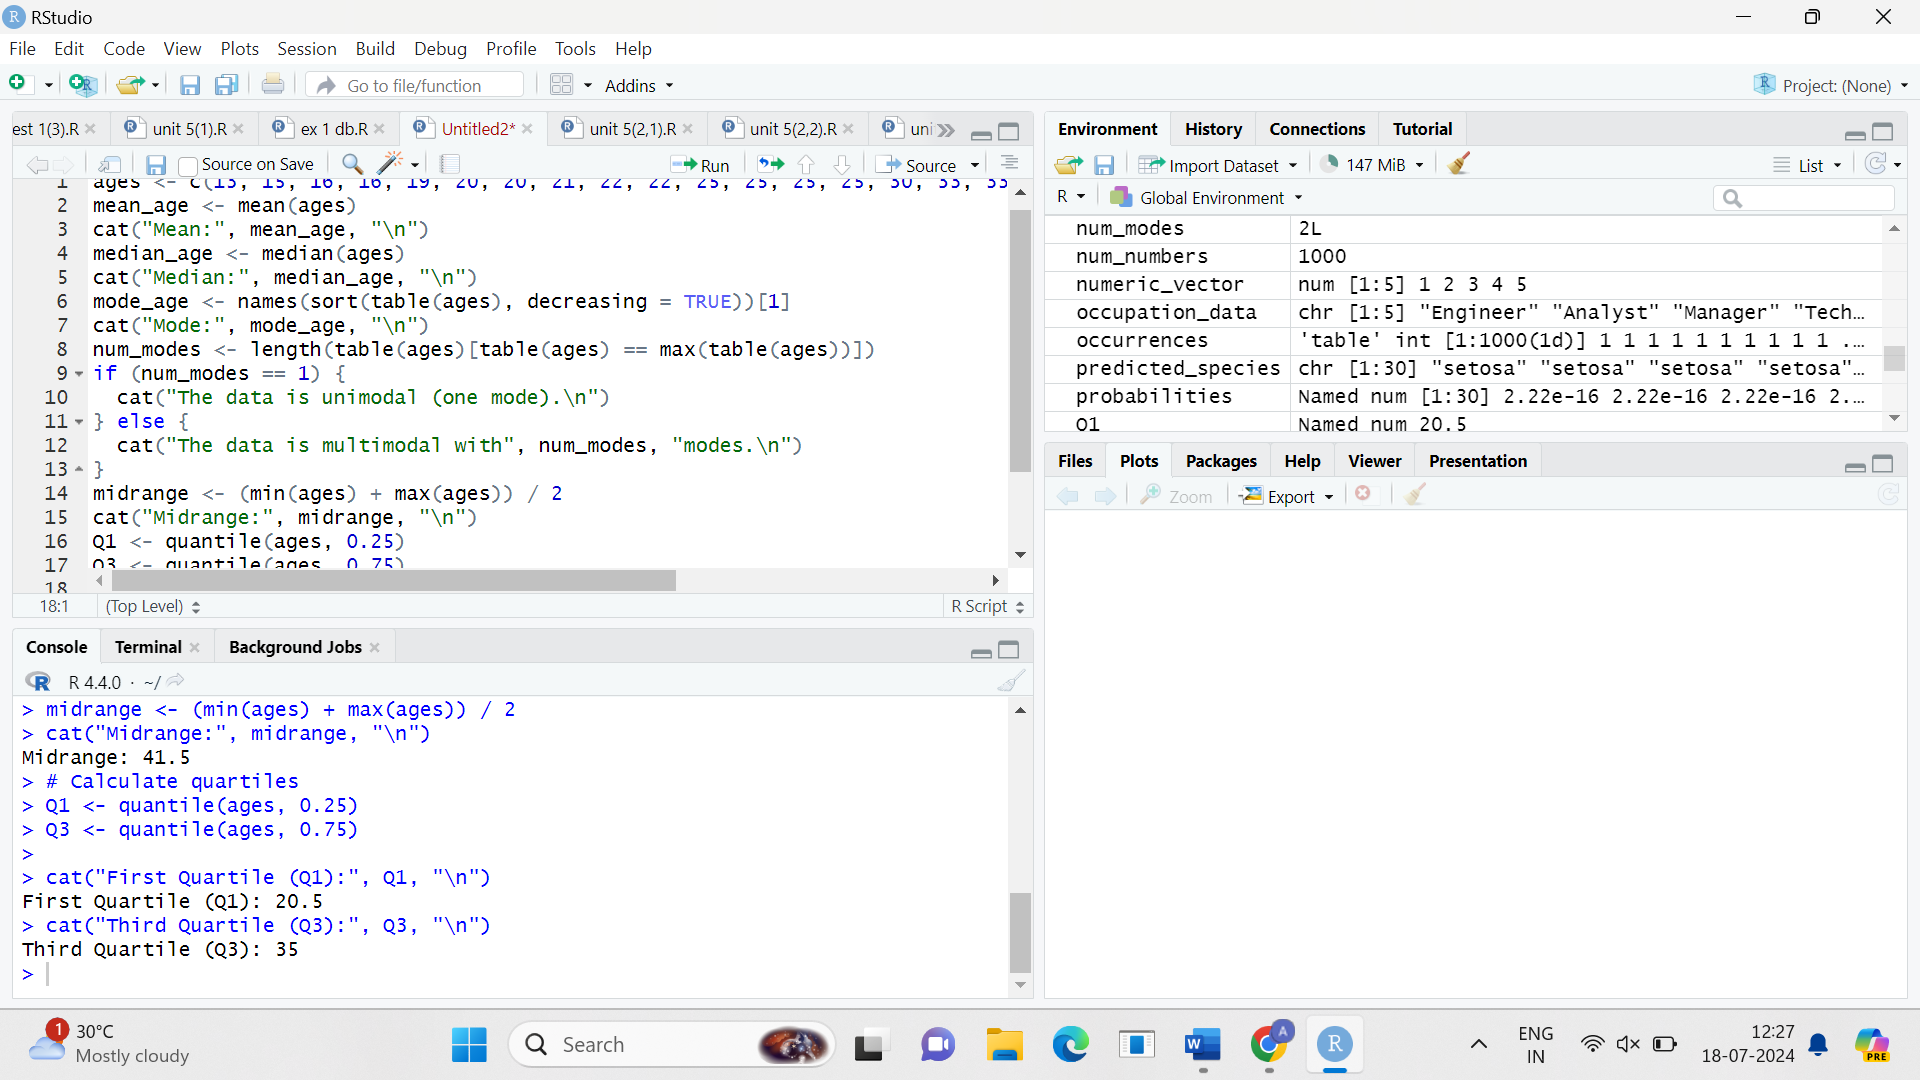 RStudio
File Edit Code View Plots Session Build Debug Profile Tools Help
Go to file/function Addins Project: (None)
est 1(3).R unit 5(1).R ex 1 db.R Untitled2* unit 5(2,1).R unit 5(2,2).R uni
Source on Save Run Source
1 ages <- c(13, 15, 16, 16, 19, 20, 20, 21, 22, 22, 25, 25, 25, 25, 30, 33, 33
2 mean_age <- mean(ages)
3 cat("Mean:", mean_age, "\n")
4 median_age <- median(ages)
5 cat("Median:", median_age, "\n")
6 mode_age <- names(sort(table(ages), decreasing = TRUE))[1]
7 cat("Mode:", mode_age, "\n")
8 num_modes <- length(table(ages)[table(ages) == max(table(ages))])
9 if (num_modes == 1) {
10 cat("The data is unimodal (one mode).\n")
11 } else {
12 cat("The data is multimodal with", num_modes, "modes.\n")
13 }
14 midrange <- (min(ages) + max(ages)) / 2
15 cat("Midrange:", midrange, "\n")
16 Q1 <- quantile(ages, 0.25)
17 Q3 <- quantile(ages, 0.75)
18
18:1 (Top Level) R Script
Console Terminal Background Jobs
R 4.4.0 · ~/
> midrange <- (min(ages) + max(ages)) / 2
> cat("Midrange:", midrange, "\n")
Midrange: 41.5
> # Calculate quartiles
> Q1 <- quantile(ages, 0.25)
> Q3 <- quantile(ages, 0.75)
>
> cat("First Quartile (Q1):", Q1, "\n")
First Quartile (Q1): 20.5
> cat("Third Quartile (Q3):", Q3, "\n")
Third Quartile (Q3): 35
>
Environment History Connections Tutorial
Import Dataset 147 MiB List
R Global Environment
num_modes 2L
num_numbers 1000
numeric_vector num [1:5] 1 2 3 4 5
occupation_data chr [1:5] "Engineer" "Analyst" "Manager" "Tech…
occurrences 'table' int [1:1000(1d)] 1 1 1 1 1 1 1 1 1 1 ...
predicted_species chr [1:30] "setosa" "setosa" "setosa" "setosa"…
probabilities Named num [1:30] 2.22e-16 2.22e-16 2.22e-16 2.…
Q1 Named num 20.5
Files Plots Packages Help Viewer Presentation
Zoom Export
1 30°C
Mostly cloudy
Search
A
W
R
ENG
IN
12:27
18-07-2024
PRE